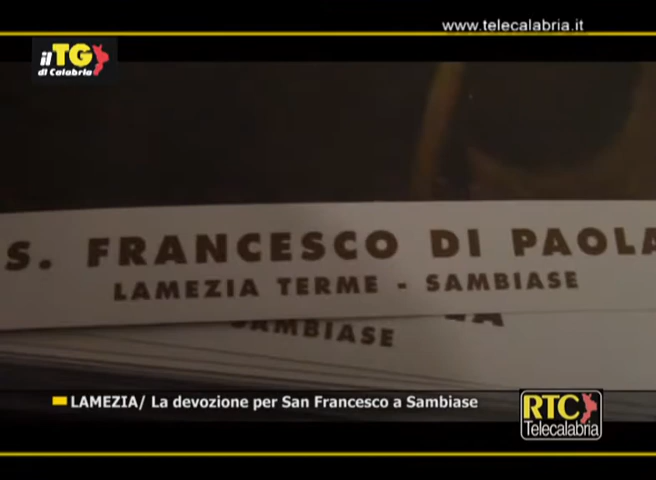 www.telecalabria.it
il TG
di Calabria
S. FRANCESCO DI PAOLA
LAMEZIA TERME - SAMBIASE
LA
SAMBIASE
LAMEZIA/ La devozione per San Francesco a Sambiase
RTC
Telecalabria